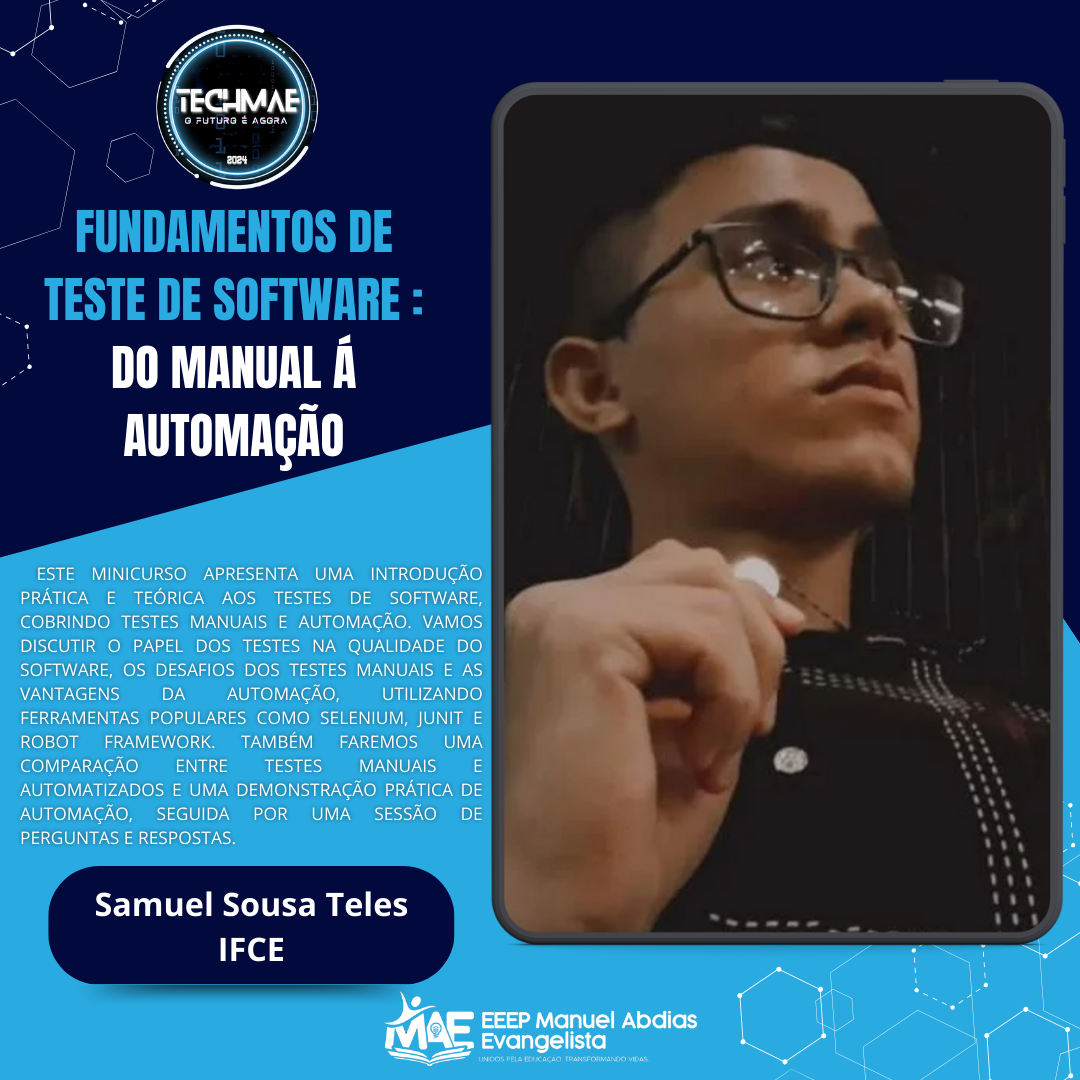 TECHMAE
O FUTURO É AGORA
2024
FUNDAMENTOS DE
TESTE DE SOFTWARE :
DO MANUAL Á
AUTOMAÇÃO
ESTE MINICURSO APRESENTA UMA INTRODUÇÃO
PRÁTICA E TEÓRICA AOS TESTES DE SOFTWARE,
COBRINDO TESTES MANUAIS E AUTOMAÇÃO. VAMOS
DISCUTIR O PAPEL DOS TESTES NA QUALIDADE DO
SOFTWARE, OS DESAFIOS DOS TESTES MANUAIS E AS
VANTAGENS DA AUTOMAÇÃO, UTILIZANDO
FERRAMENTAS POPULARES COMO SELENIUM, JUNIT E
ROBOT FRAMEWORK. TAMBÉM FAREMOS UMA
COMPARAÇÃO ENTRE TESTES MANUAIS E
AUTOMATIZADOS E UMA DEMONSTRAÇÃO PRÁTICA DE
AUTOMAÇÃO, SEGUIDA POR UMA SESSÃO DE
PERGUNTAS E RESPOSTAS.
Samuel Sousa Teles
IFCE
MAE
EEEP Manuel Abdias
Evangelista
UNIDOS PELA EDUCAÇÃO, TRANSFORMANDO VIDAS.